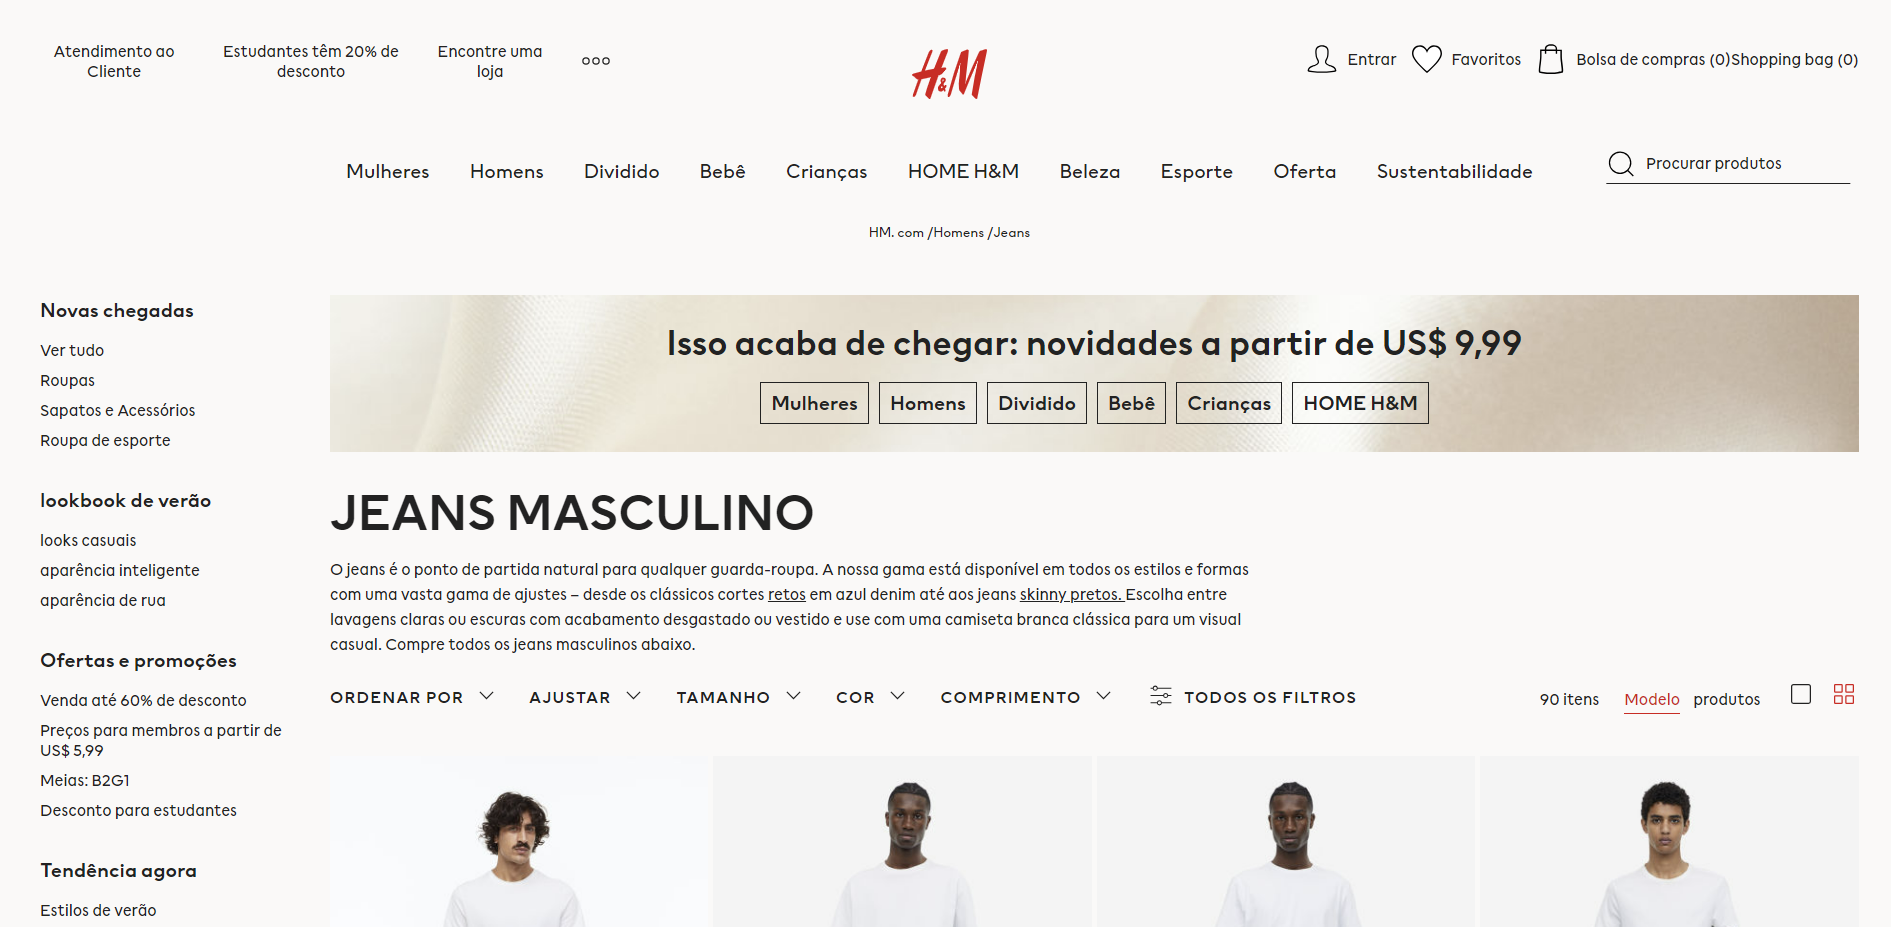 Atendimento ao
Cliente
Estudantes têm 20% de
desconto
Encontre uma
loja
H&M
Entrar
Favoritos
Bolsa de compras (0)Shopping bag (0)
Mulheres Homens Dividido Bebê Crianças HOME H&M Beleza Esporte Oferta Sustentabilidade
Procurar produtos
HM. com /Homens /Jeans
Novas chegadas
Ver tudo
Roupas
Sapatos e Acessórios
Roupa de esporte
lookbook de verão
looks casuais
aparência inteligente
aparência de rua
Ofertas e promoções
Venda até 60% de desconto
Preços para membros a partir de
US$ 5,99
Meias: B2G1
Desconto para estudantes
Tendência agora
Estilos de verão
Isso acaba de chegar: novidades a partir de US$ 9,99
Mulheres Homens Dividido Bebê Crianças HOME H&M
JEANS MASCULINO
O jeans é o ponto de partida natural para qualquer guarda-roupa. A nossa gama está disponível em todos os estilos e formas
com uma vasta gama de ajustes – desde os clássicos cortes retos em azul denim até aos jeans skinny pretos. Escolha entre
lavagens claras ou escuras com acabamento desgastado ou vestido e use com uma camiseta branca clássica para um visual
casual. Compre todos os jeans masculinos abaixo.
ORDENAR POR AJUSTAR TAMANHO COR COMPRIMENTO TODOS OS FILTROS
90 itens Modelo produtos